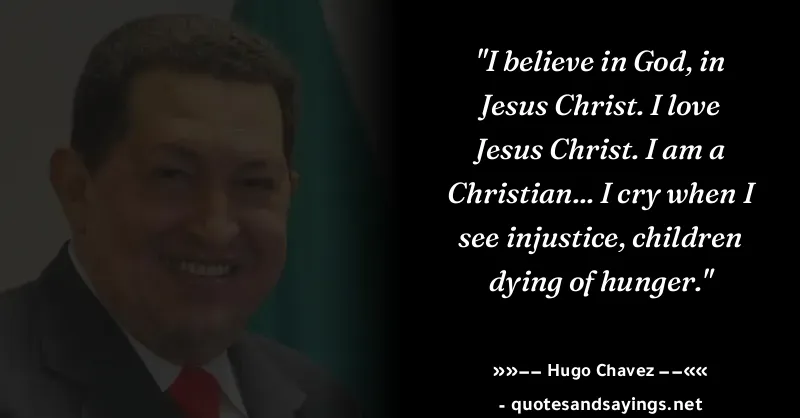 "I believe in God, in
Jesus Christ. I love
Jesus Christ. I am a
Christian... I cry when I
see injustice, children
dying of hunger."
»»–– Hugo Chavez ––««
- quotesandsayings.net